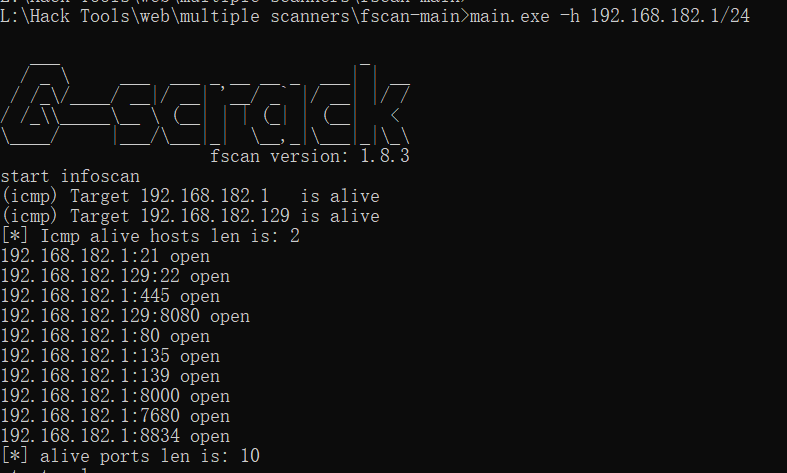 L:\Hack Tools\web\multiple scanners\fscan-main>main.exe -h 192.168.182.1/24
fscan version: 1.8.3
start infoscan
(icmp) Target 192.168.182.1   is alive
(icmp) Target 192.168.182.129 is alive
[*] Icmp alive hosts len is: 2
192.168.182.1:21 open
192.168.182.129:22 open
192.168.182.1:445 open
192.168.182.129:8080 open
192.168.182.1:80 open
192.168.182.1:135 open
192.168.182.1:139 open
192.168.182.1:8000 open
192.168.182.1:7680 open
192.168.182.1:8834 open
[*] alive ports len is: 10